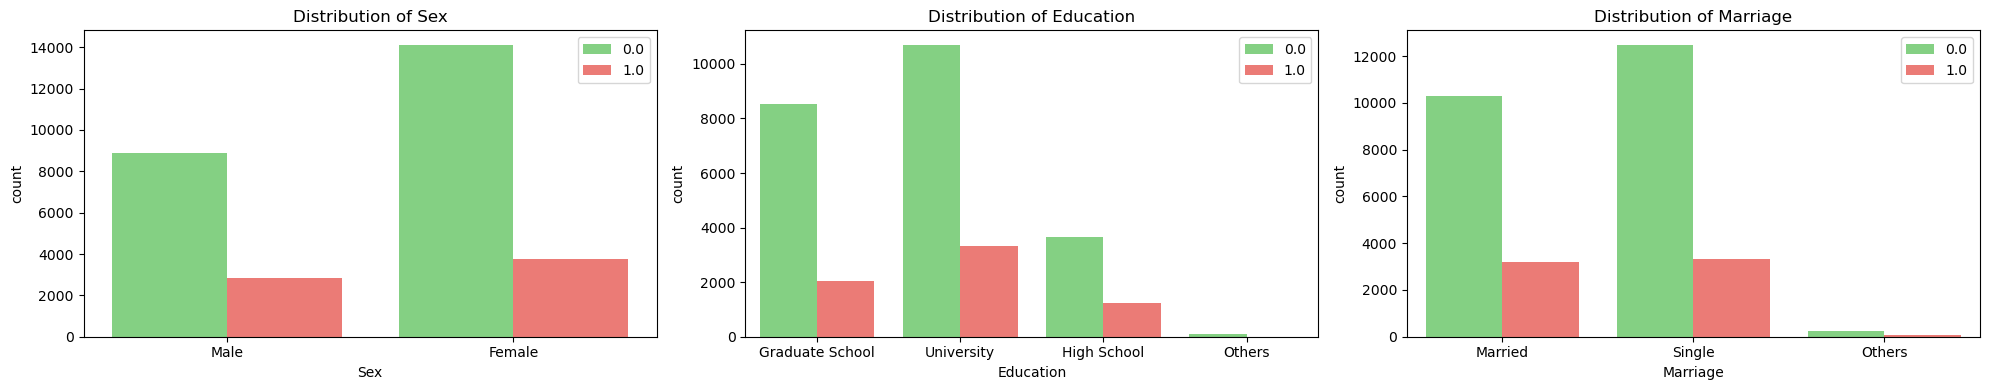 Distribution of Sex
14000
12000
10000
8000
6000
4000
2000
0
count
Male
Female
Sex
0.0
1.0
Distribution of Education
10000
8000
6000
4000
2000
0
count
Graduate School
University
High School
Others
Education
0.0
1.0
Distribution of Marriage
12000
10000
8000
6000
4000
2000
0
count
Married
Single
Others
Marriage
0.0
1.0